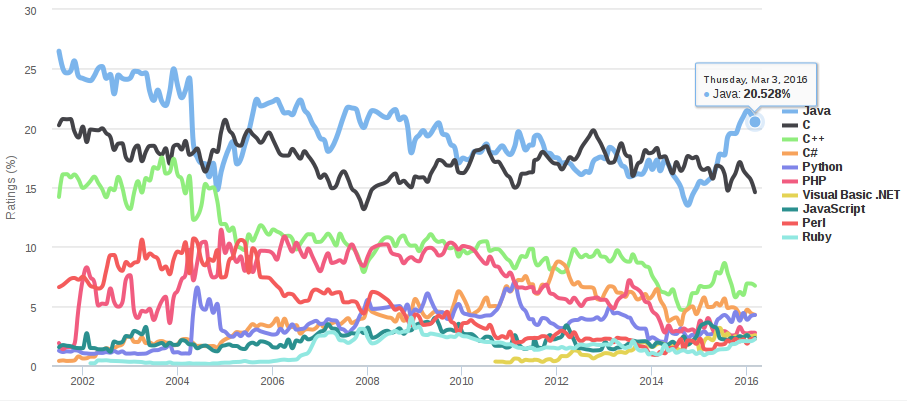 30
25
20
15
10
5
0
Ratings (%)
2002 2004 2006 2008 2010 2012 2014 2016
Thursday, Mar 3, 2016
Java: 20.528%
Java
C
C++
C#
Python
PHP
Visual Basic .NET
JavaScript
Perl
Ruby